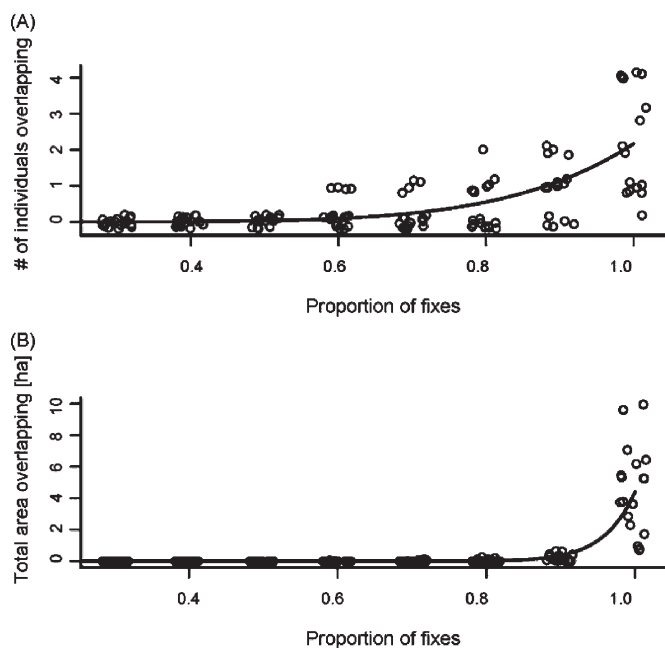 (A)
# of individuals overlapping
4
3
2
1
0
0.4 0.6 0.8 1.0
Proportion of fixes
(B)
Total area overlapping [ha]
10
8
6
4
2
0
0.4 0.6 0.8 1.0
Proportion of fixes